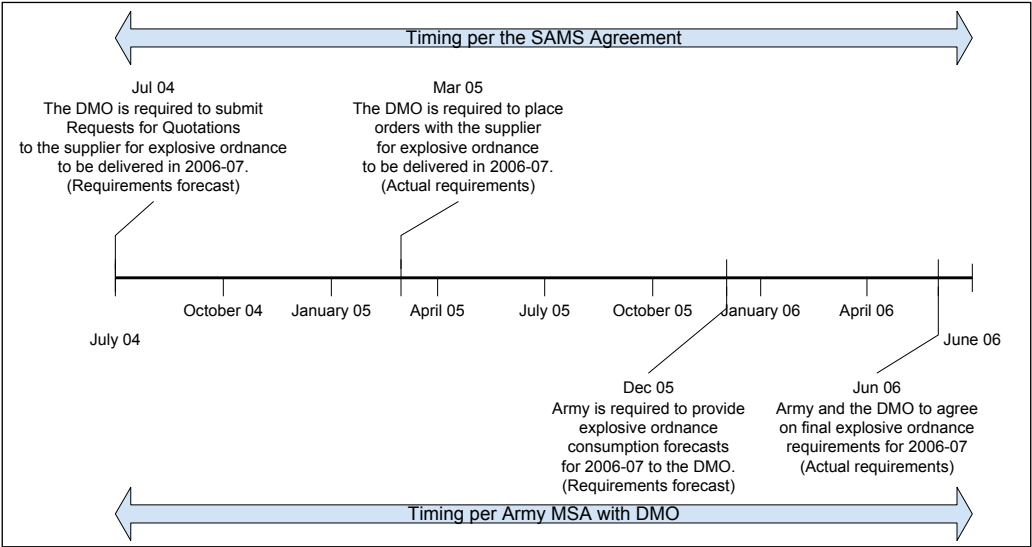 Timing per the SAMS Agreement
Jul 04
The DMO is required to submit
Requests for Quotations
to the supplier for explosive ordnance
to be delivered in 2006-07.
(Requirements forecast)
Mar 05
The DMO is required to place
orders with the supplier
for explosive ordnance
to be delivered in 2006-07.
(Actual requirements)
October 04
January 05
April 05
July 05
October 05
January 06
April 06
July 04
June 06
Dec 05
Army is required to provide
explosive ordnance
consumption forecasts
for 2006-07 to the DMO.
(Requirements forecast)
Jun 06
Army and the DMO to agree
on final explosive ordnance
requirements for 2006-07
(Actual requirements)
Timing per Army MSA with DMO